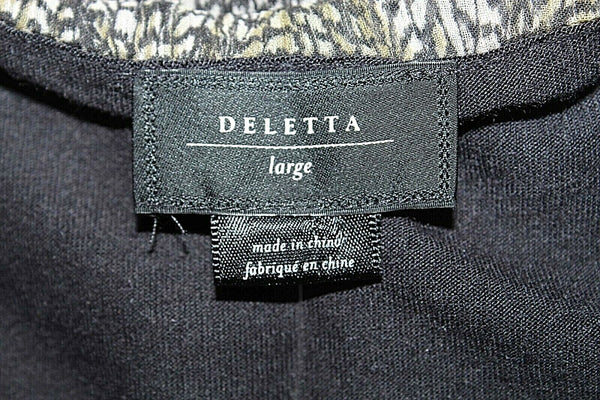 DELETTA
large
made in china
fabriqué en chine